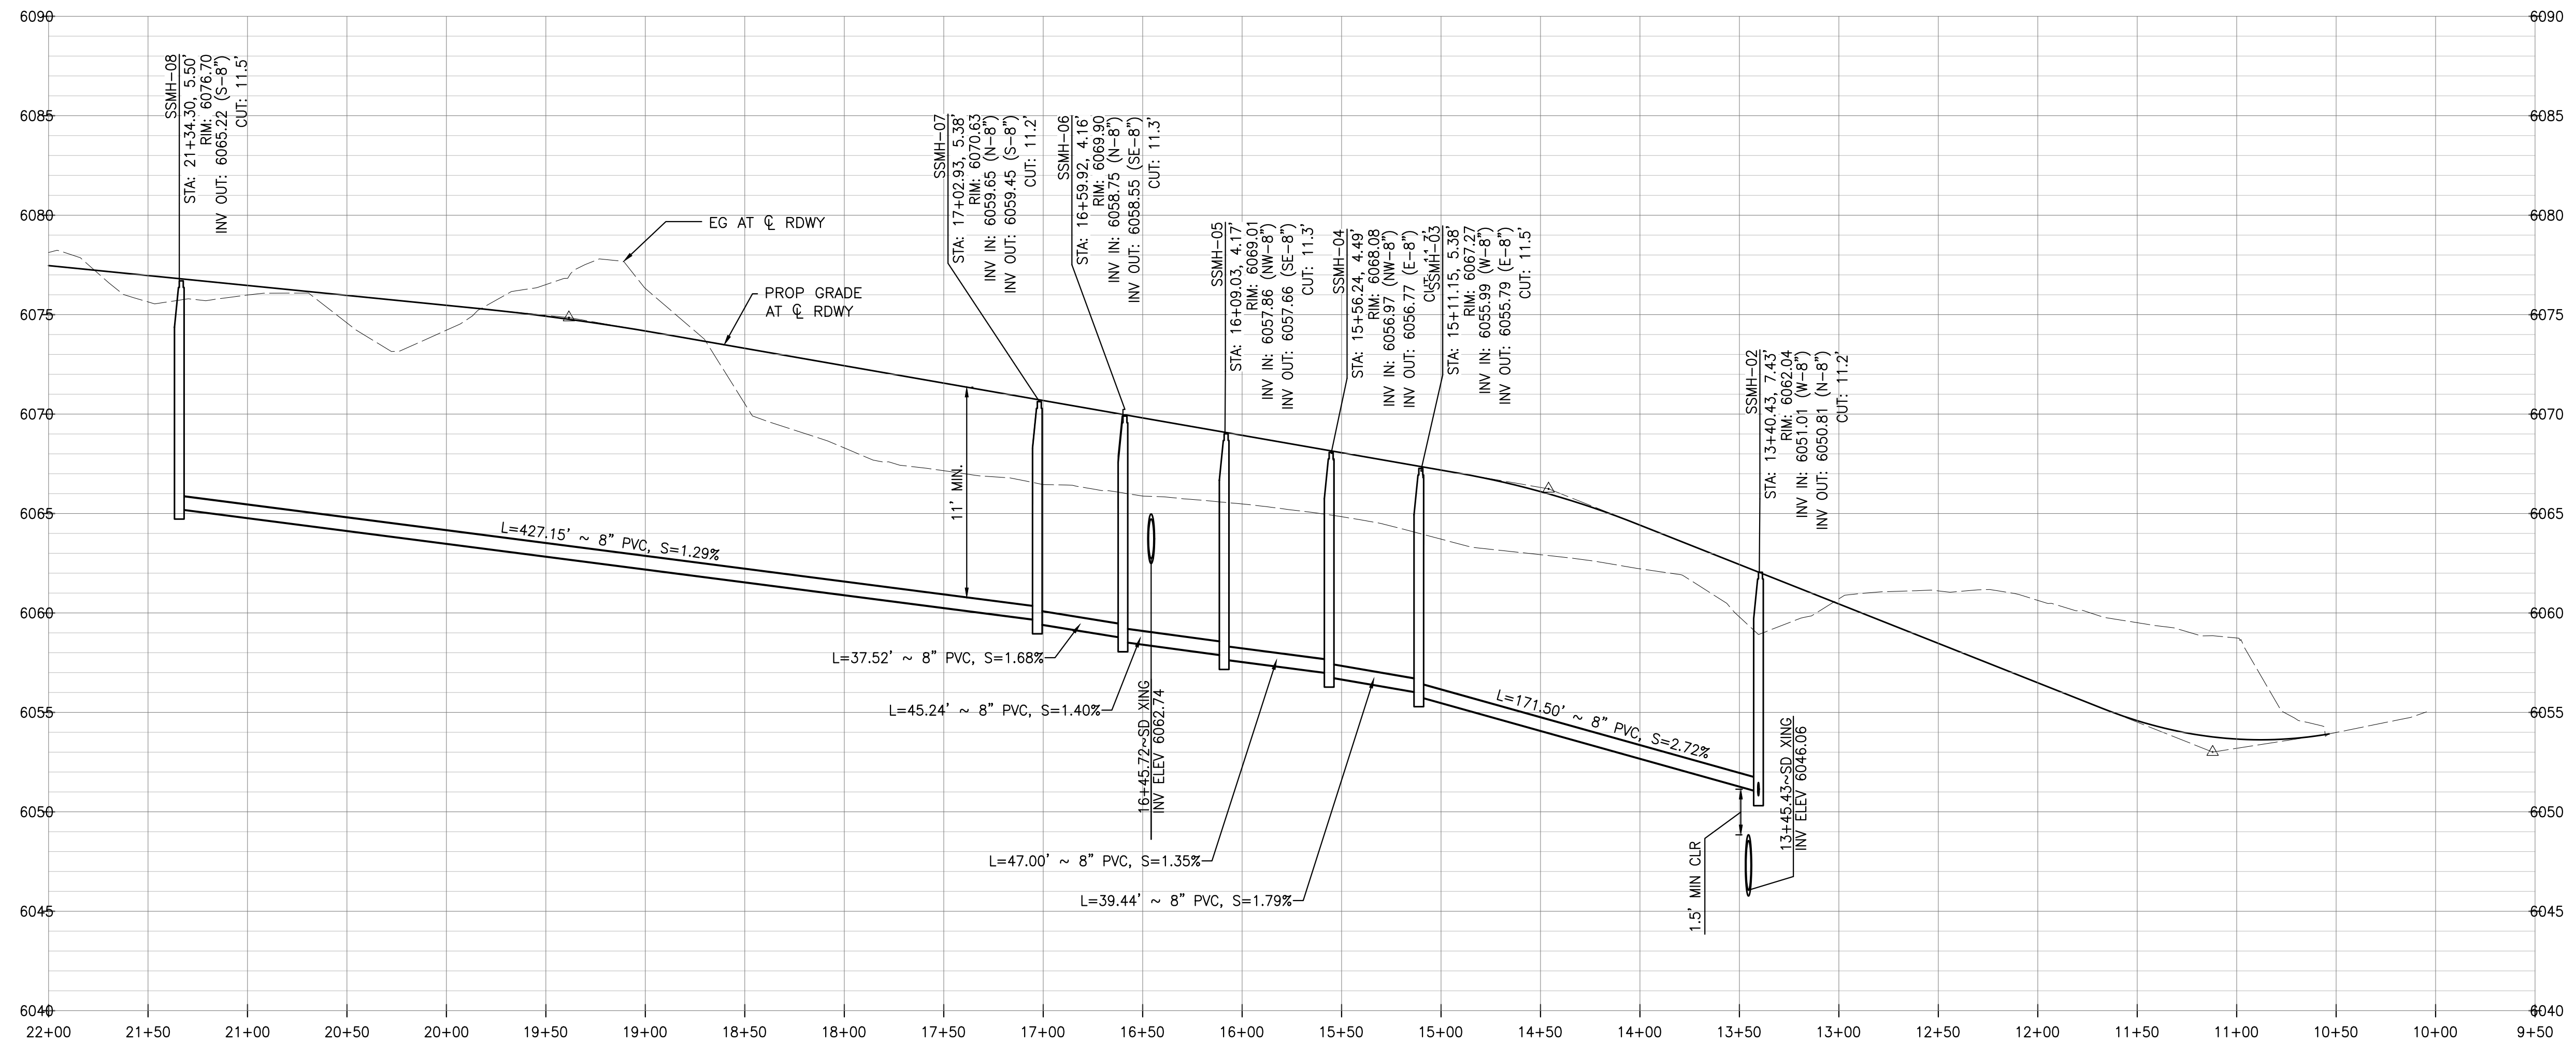 6090
6085
6080
6075
6070
6065
6060
6055
6050
6045
6040
6090
6085
6080
6075
6070
6065
6060
6055
6050
6045
6040
SSMH-08
STA: 21+34.30, 5.50'
RIM: 6076.70
INV OUT: 6065.22 (S-8")
CUT: 11.5'
EG AT ℄ RDWY
PROP GRADE
AT ℄ RDWY
SSMH-07
STA: 17+02.93, 5.38'
RIM: 6070.63
INV IN: 6059.65 (N-8")
INV OUT: 6059.45 (S-8")
CUT: 11.2'
SSMH-06
STA: 16+59.92, 4.16'
RIM: 6069.90
INV IN: 6058.75 (N-8")
INV OUT: 6058.55 (SE-8")
CUT: 11.3'
SSMH-05
STA: 16+09.03, 4.17'
RIM: 6069.01
INV IN: 6057.86 (NW-8")
INV OUT: 6057.66 (SE-8")
CUT: 11.3'
SSMH-04
STA: 15+56.24, 4.49'
RIM: 6068.08
INV IN: 6056.97 (NW-8")
INV OUT: 6056.77 (E-8")
SSMH-03
STA: 15+11.15, 5.38'
RIM: 6067.27
INV IN: 6055.99 (W-8")
INV OUT: 6055.79 (E-8")
CUT: 11.5'
SSMH-02
STA: 13+40.43, 7.43'
RIM: 6062.04
INV IN: 6051.01 (W-8")
INV OUT: 6050.81 (N-8")
CUT: 11.2'
11' MIN.
L=427.15' ~ 8" PVC, S=1.29%
L=37.52' ~ 8" PVC, S=1.68%
L=45.24' ~ 8" PVC, S=1.40%
16+45.72~SD XING
INV ELEV 6062.74
L=47.00' ~ 8" PVC, S=1.35%
L=39.44' ~ 8" PVC, S=1.79%
L=171.50' ~ 8" PVC, S=2.72%
1.5' MIN CLR
13+45.43~SD XING
INV ELEV 6046.06
22+00
21+50
21+00
20+50
20+00
19+50
19+00
18+50
18+00
17+50
17+00
16+50
16+00
15+50
15+00
14+50
14+00
13+50
13+00
12+50
12+00
11+50
11+00
10+50
10+00
9+50